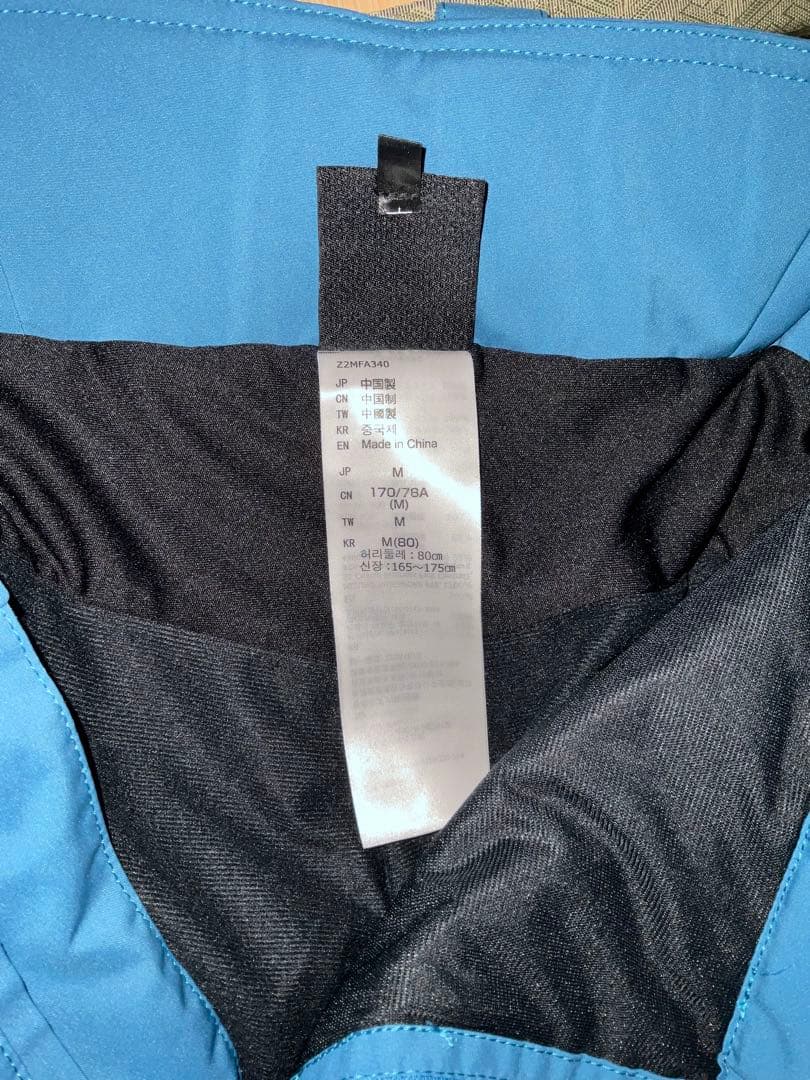 Z2MFA340
JP 中国製
CN 中国制
TW 中國製
KR 중국제
EN Made in China
JP M
CN 170/78A
(M)
TW M
KR M(80)
허리둘레 : 80cm
신장 : 165~175cm